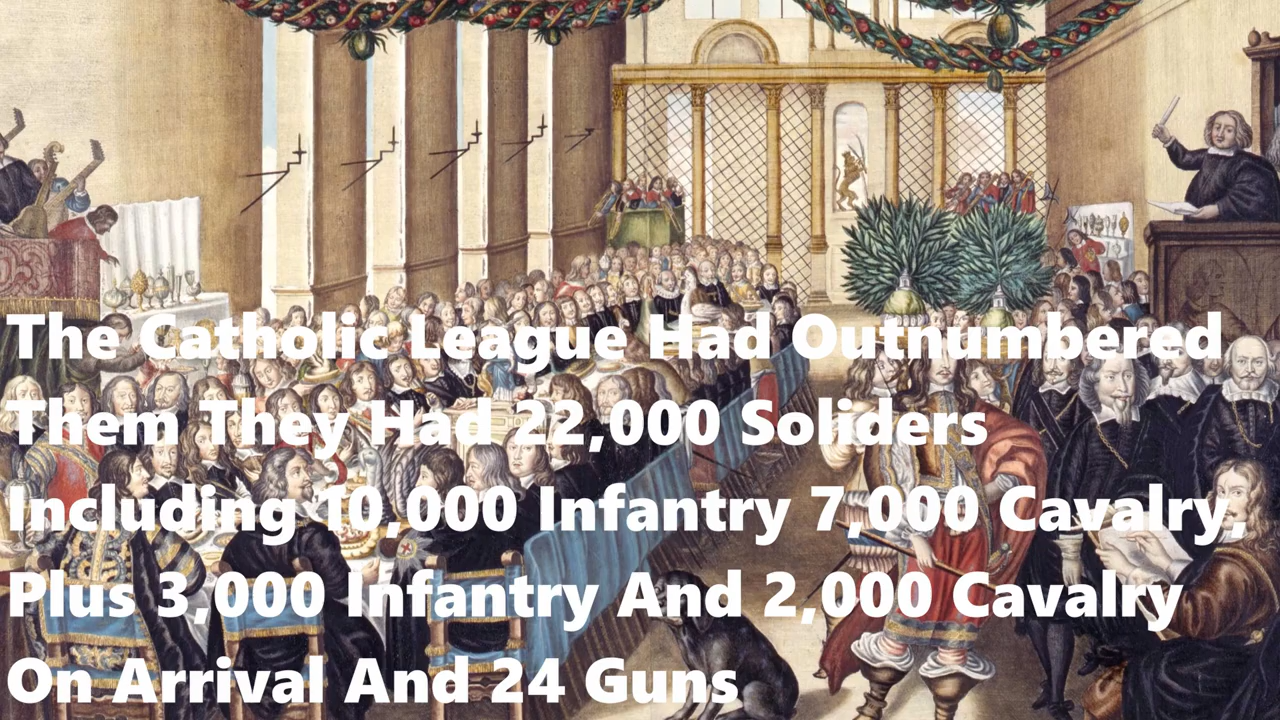 The Catholic League Had Outnumbered
Them They Had 22,000 Soliders
Including 10,000 Infantry 7,000 Cavalry,
Plus 3,000 Infantry And 2,000 Cavalry
On Arrival And 24 Guns